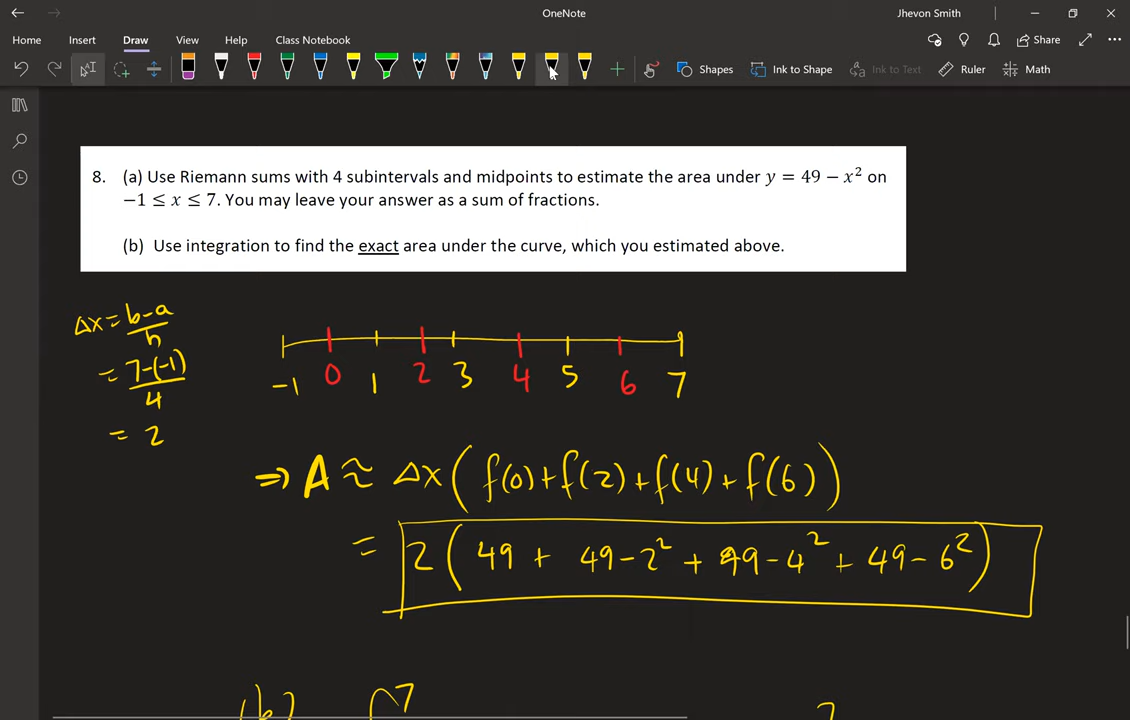 OneNote
Jhevon Smith
Home Insert Draw View Help Class Notebook
Share
Shapes Ink to Shape Ink to Text Ruler Math
8. (a) Use Riemann sums with 4 subintervals and midpoints to estimate the area under y = 49 − x² on
−1 ≤ x ≤ 7. You may leave your answer as a sum of fractions.
(b) Use integration to find the exact area under the curve, which you estimated above.
Δx = b-a/n
= 7-(-1)/4
= 2
-1 0 1 2 3 4 5 6 7
⇒ A ≈ Δx ( f(0) + f(2) + f(4) + f(6) )
= 2 ( 49 + 49 - 2² + 49 - 4² + 49 - 6² )
(b) ∫ 7